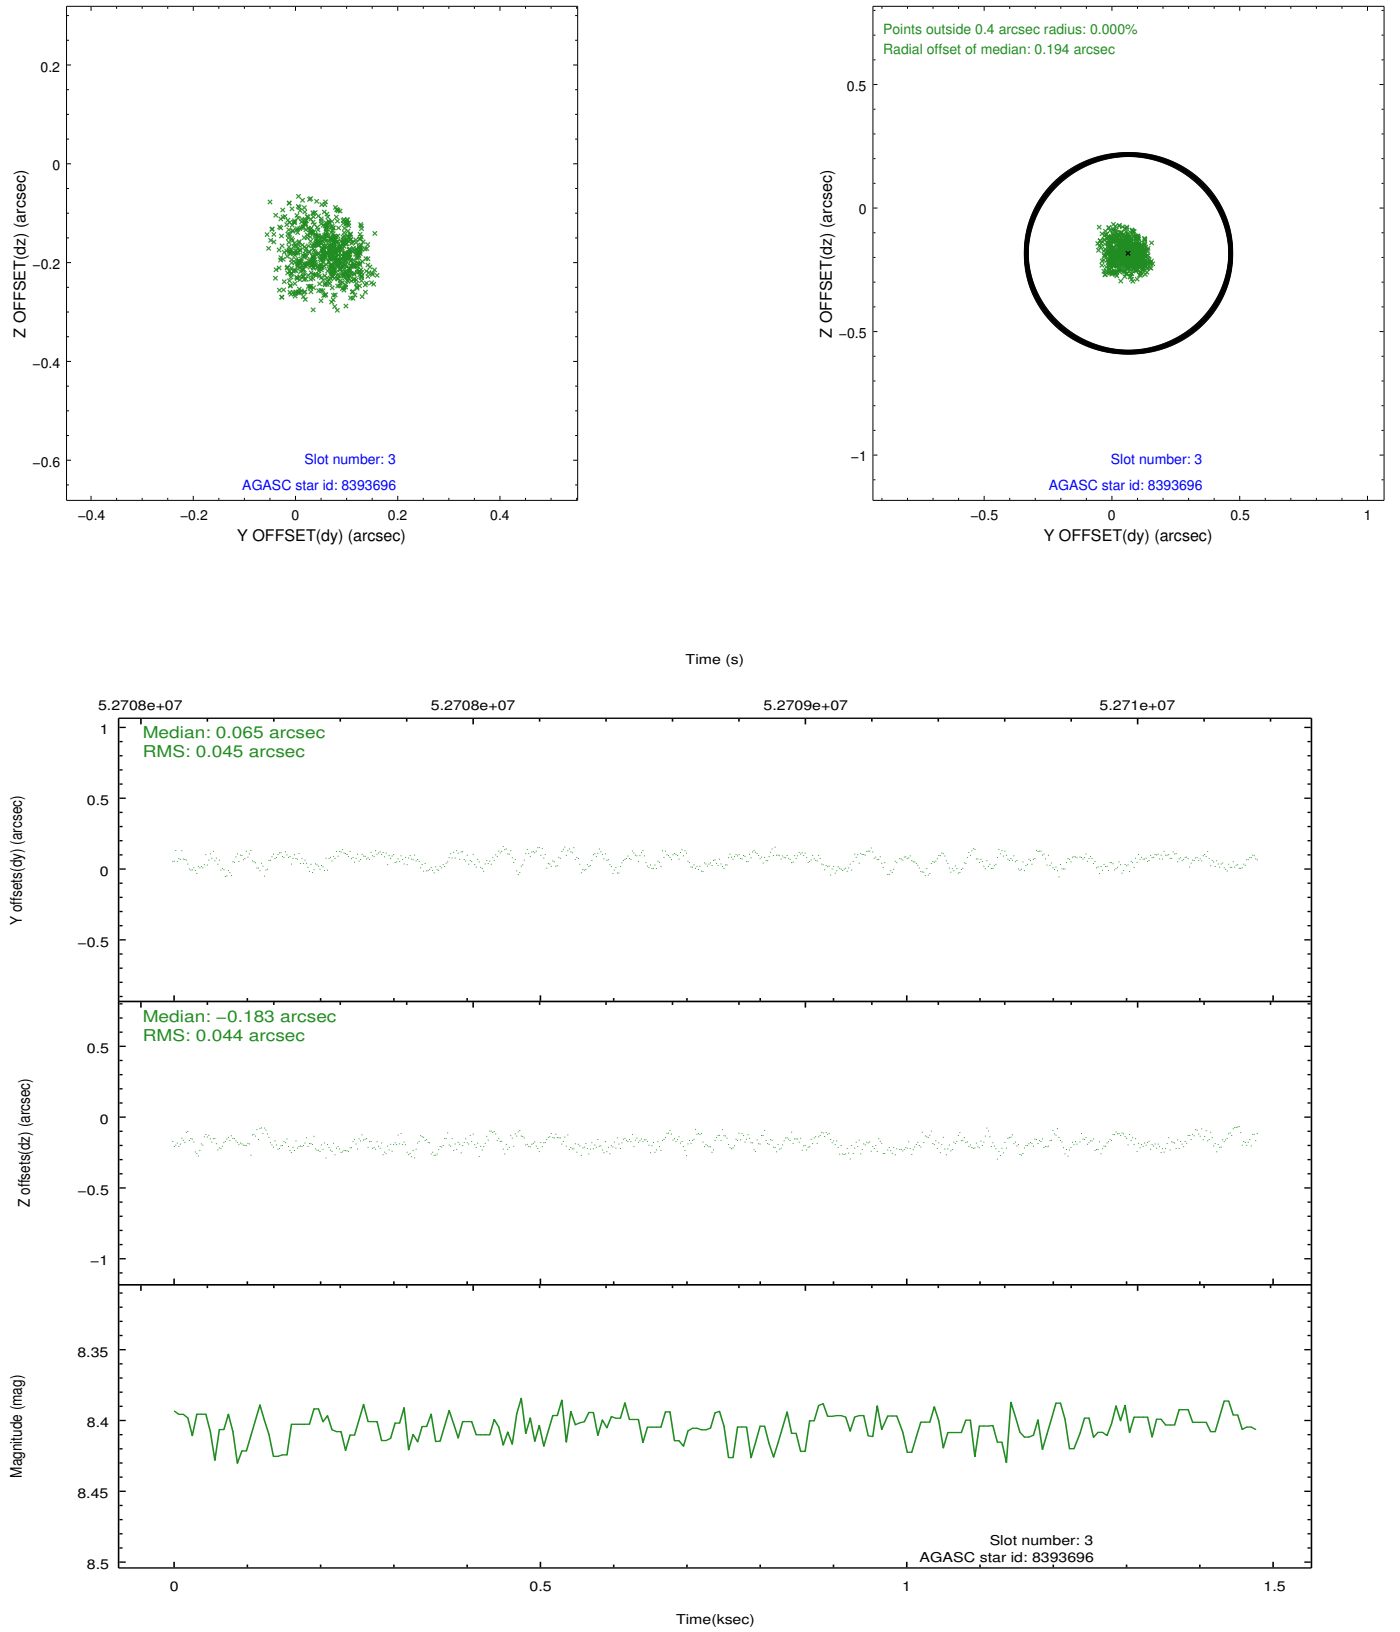 0.2
0
−0.2
−0.4
−0.6
Z OFFSET(dz) (arcsec)
Slot number: 3
AGASC star id: 8393696
−0.4 −0.2 0 0.2 0.4
Y OFFSET(dy) (arcsec)
Points outside 0.4 arcsec radius: 0.000%
Radial offset of median: 0.194 arcsec
0.5
0
−0.5
−1
Z OFFSET(dz) (arcsec)
Slot number: 3
AGASC star id: 8393696
−0.5 0 0.5 1
Y OFFSET(dy) (arcsec)
Time (s)
5.2708e+07 5.2708e+07 5.2709e+07 5.271e+07
Median: 0.065 arcsec
RMS: 0.045 arcsec
1
0.5
0
−0.5
Y offsets(dy) (arcsec)
Median: −0.183 arcsec
RMS: 0.044 arcsec
0.5
0
−0.5
−1
Z offsets(dz) (arcsec)
8.35
8.4
8.45
8.5
Magnitude (mag)
Slot number: 3
AGASC star id: 8393696
0 0.5 1 1.5
Time(ksec)